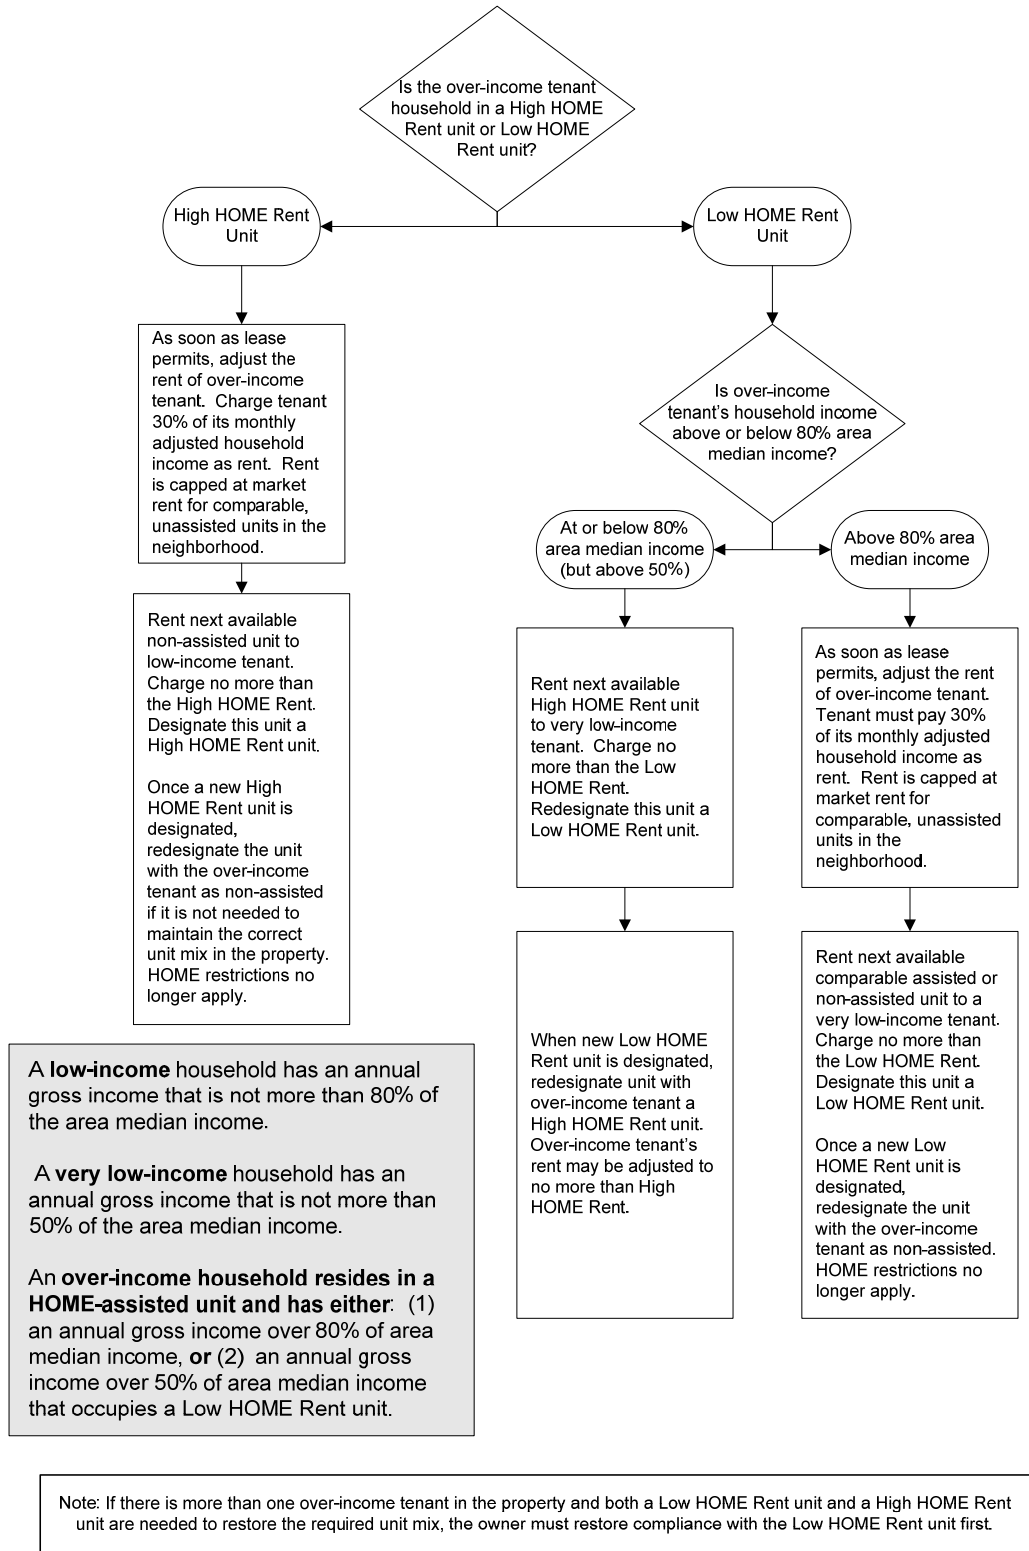 Is the over-income tenant
household in a High HOME
Rent unit or Low HOME
Rent unit?
High HOME Rent
Unit
Low HOME Rent
Unit
As soon as lease
permits, adjust the
rent of over-income
tenant. Charge tenant
30% of its monthly
adjusted household
income as rent. Rent
is capped at market
rent for comparable,
unassisted units in the
neighborhood.
Rent next available
non-assisted unit to
low-income tenant.
Charge no more than
the High HOME Rent.
Designate this unit a
High HOME Rent unit.
Once a new High
HOME Rent unit is
designated,
redesignate the unit
with the over-income
tenant as non-assisted
if it is not needed to
maintain the correct
unit mix in the property.
HOME restrictions no
longer apply.
Is over-income
tenant's household income
above or below 80% area
median income?
At or below 80%
area median income
(but above 50%)
Above 80% area
median income
Rent next available
High HOME Rent unit
to very low-income
tenant. Charge no
more than the Low
HOME Rent.
Redesignate this unit a
Low HOME Rent unit.
When new Low HOME
Rent unit is designated,
redesignate unit with
over-income tenant a
High HOME Rent unit.
Over-income tenant's
rent may be adjusted to
no more than High
HOME Rent.
As soon as lease
permits, adjust the rent
of over-income tenant.
Tenant must pay 30%
of its monthly adjusted
household income as
rent. Rent is capped at
market rent for
comparable, unassisted
units in the
neighborhood.
Rent next available
comparable assisted or
non-assisted unit to a
very low-income tenant.
Charge no more than
the Low HOME Rent.
Designate this unit a
Low HOME Rent unit.
Once a new Low
HOME Rent unit is
designated,
redesignate the unit
with the over-income
tenant as non-assisted.
HOME restrictions no
longer apply.
A low-income household has an annual
gross income that is not more than 80% of
the area median income.
A very low-income household has an
annual gross income that is not more than
50% of the area median income.
An over-income household resides in a
HOME-assisted unit and has either: (1)
an annual gross income over 80% of area
median income, or (2) an annual gross
income over 50% of area median income
that occupies a Low HOME Rent unit.
Note: If there is more than one over-income tenant in the property and both a Low HOME Rent unit and a High HOME Rent
unit are needed to restore the required unit mix, the owner must restore compliance with the Low HOME Rent unit first.